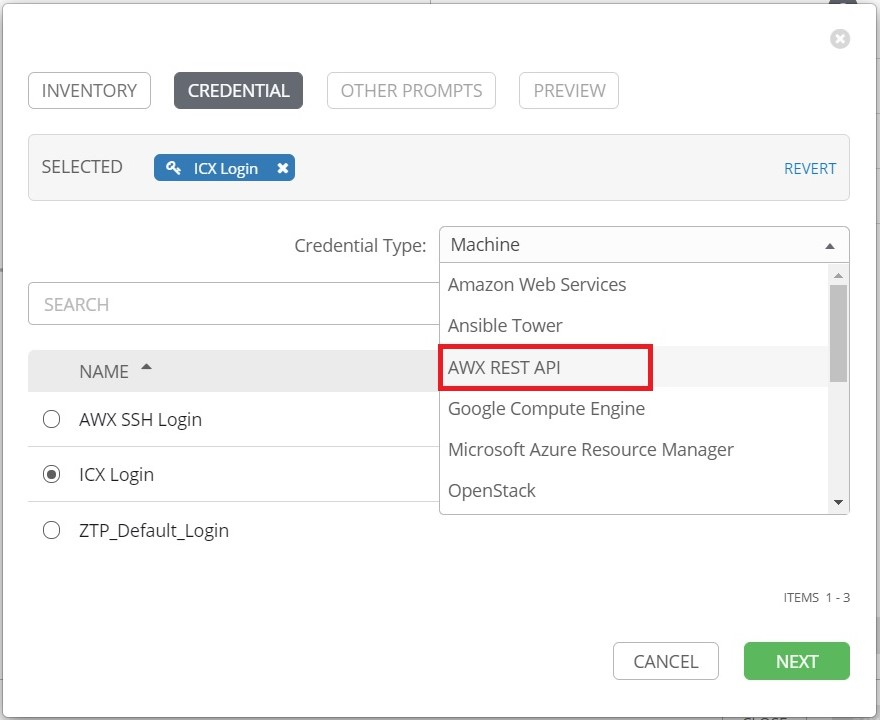 INVENTORY CREDENTIAL OTHER PROMPTS PREVIEW
SELECTED ICX Login REVERT
Credential Type: Machine
Amazon Web Services
SEARCH
Ansible Tower
AWX REST API
NAME
Google Compute Engine
AWX SSH Login
Microsoft Azure Resource Manager
ICX Login
OpenStack
ZTP_Default_Login
ITEMS 1 - 3
CANCEL NEXT